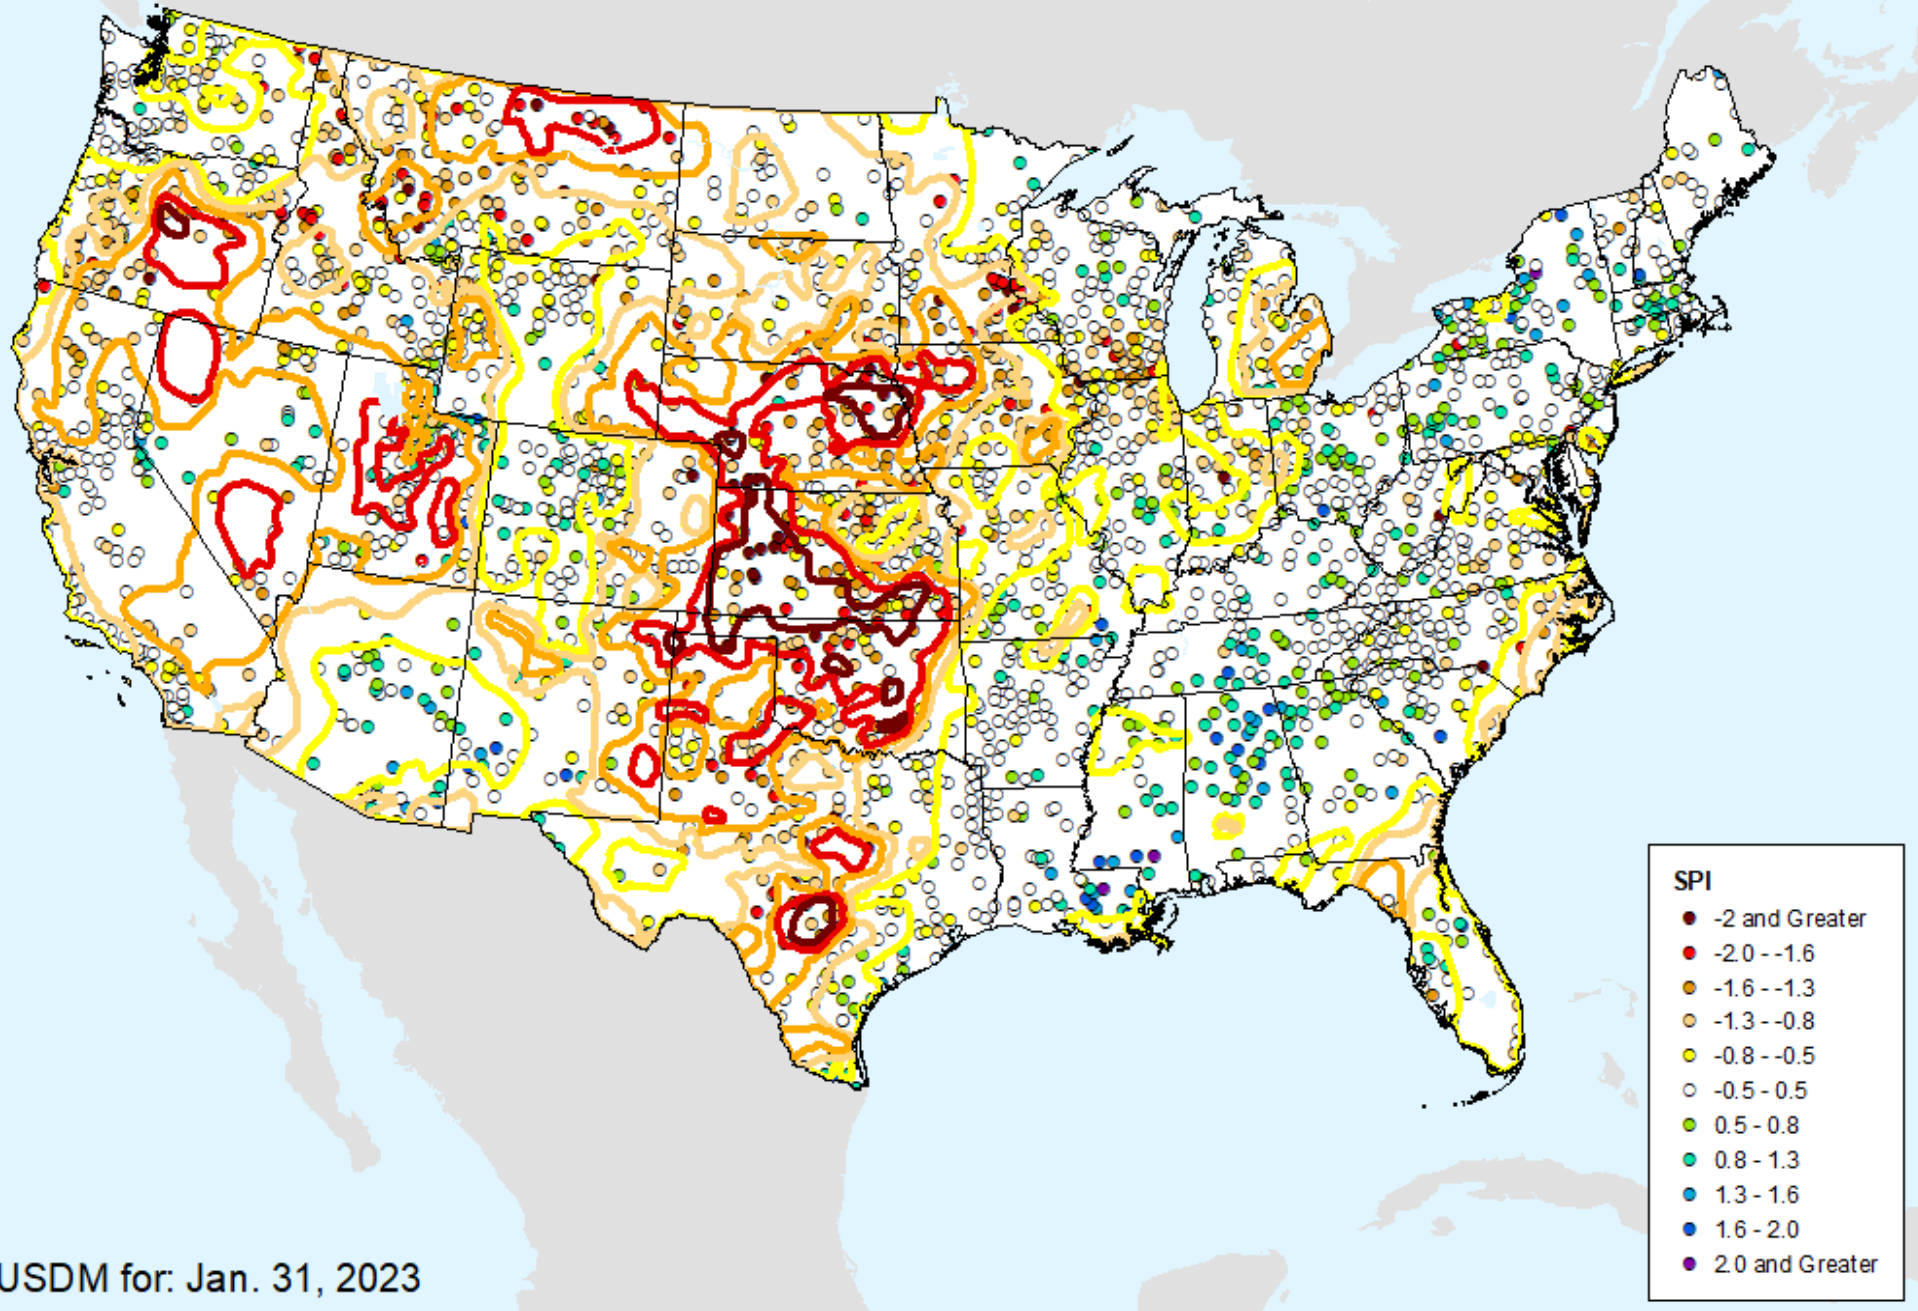 SPI
-2 and Greater
-2.0 - -1.6
-1.6 - -1.3
-1.3 - -0.8
-0.8 - -0.5
-0.5 - 0.5
0.5 - 0.8
0.8 - 1.3
1.3 - 1.6
1.6 - 2.0
2.0 and Greater
USDM for: Jan. 31, 2023